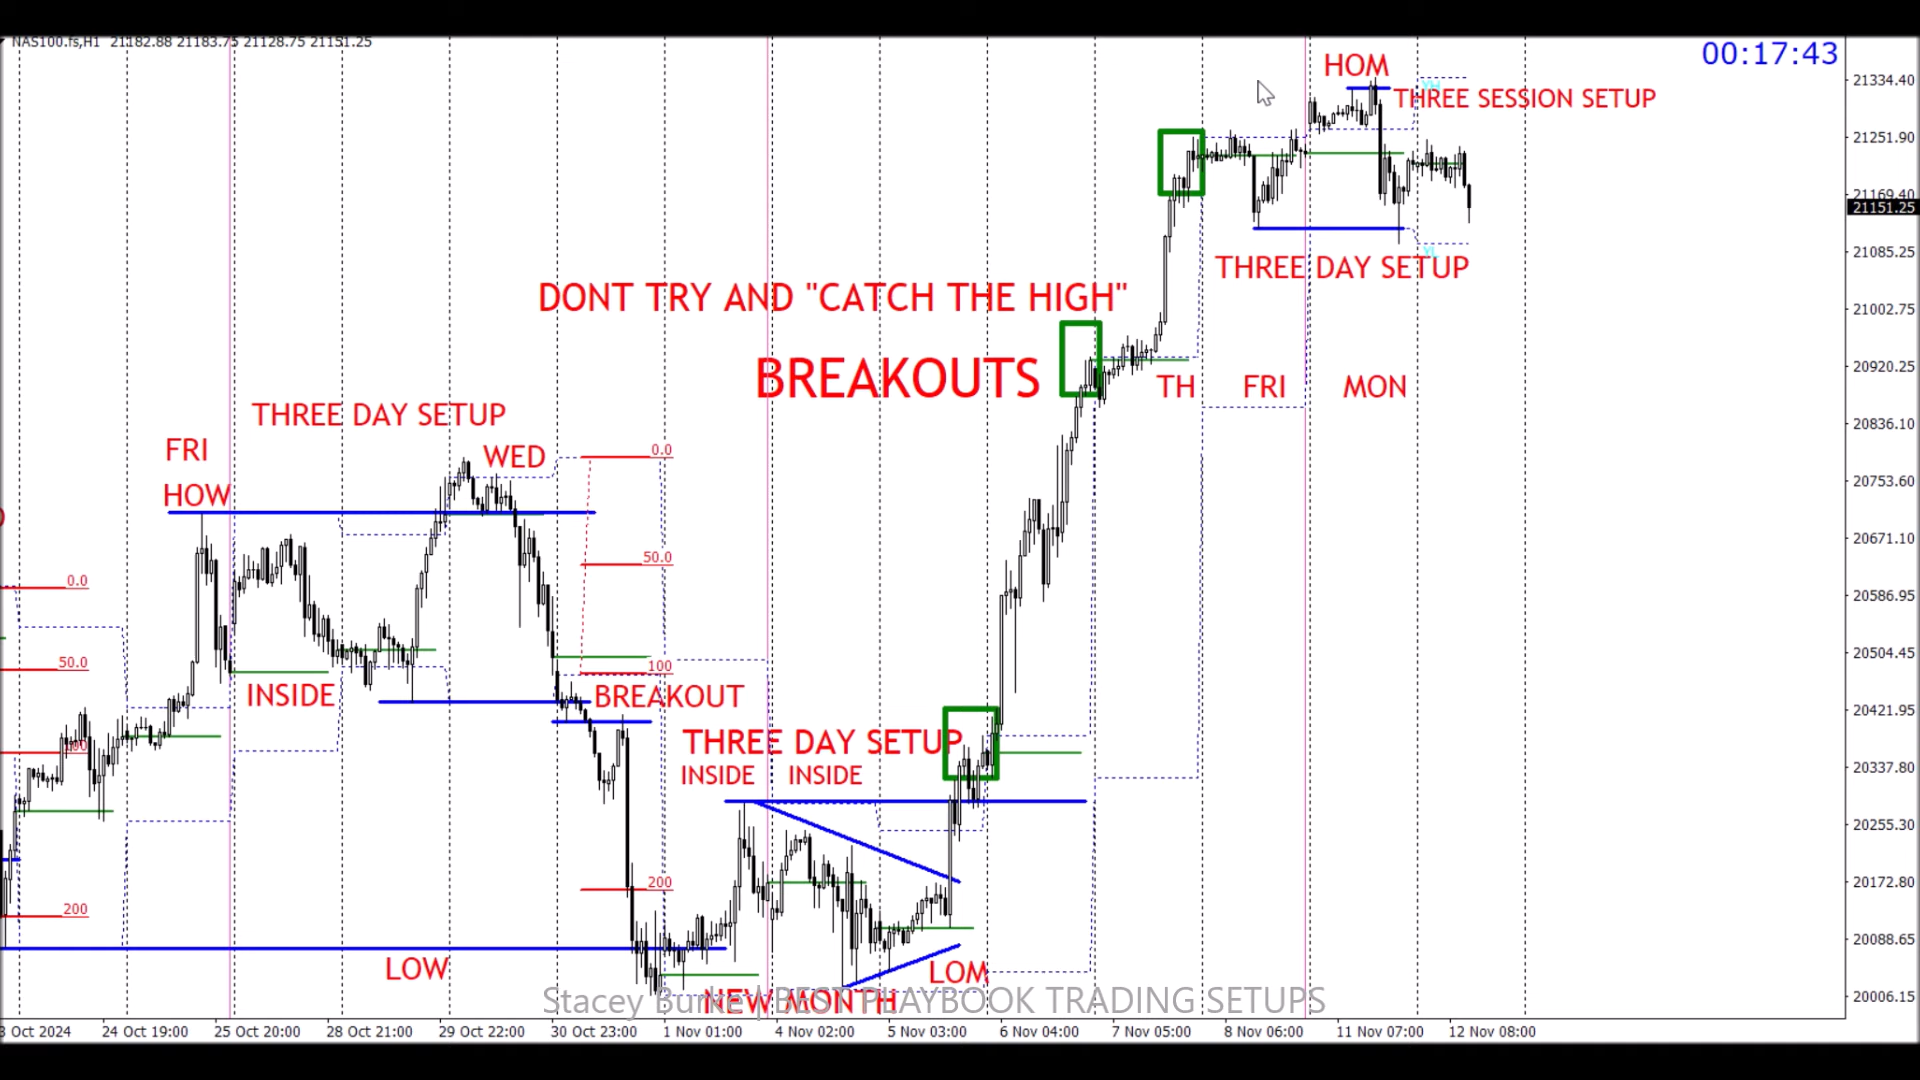 NAS100.fs,H1 21182.88 21183.75 21128.75 21151.25
00:17:43
HOM
21334.40
THREE SESSION SETUP
21251.90
21169.40
21151.25
21085.25
THREE DAY SETUP
DONT TRY AND "CATCH THE HIGH"
21002.75
BREAKOUTS
20920.25
TH FRI MON
THREE DAY SETUP
20836.10
FRI
WED
0.0
20753.60
HOW
20671.10
50.0
0.0
20586.95
20504.45
50.0
100
INSIDE
BREAKOUT
20421.95
THREE DAY SETUP
INSIDE INSIDE
20337.80
20255.30
200
20172.80
200
20088.65
LOW
LOM
NEW MONTH
Stacey Burke | BEST PLAYBOOK TRADING SETUPS
20006.15
Oct 2024 24 Oct 19:00 25 Oct 20:00 28 Oct 21:00 29 Oct 22:00 30 Oct 23:00 1 Nov 01:00 4 Nov 02:00 5 Nov 03:00 6 Nov 04:00 7 Nov 05:00 8 Nov 06:00 11 Nov 07:00 12 Nov 08:00